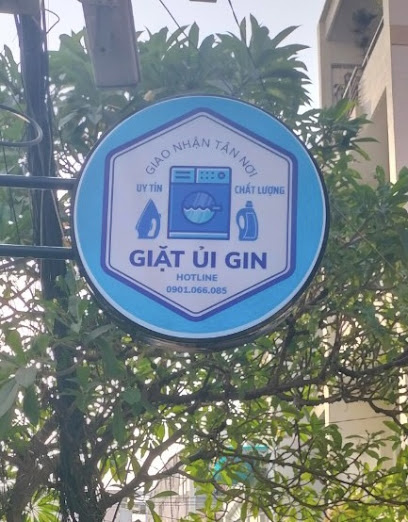 GIAO NHẬN TẬN NƠI
UY TÍN
CHẤT LƯỢNG
GIẶT ỦI GIN
HOTLINE
0901.066.085